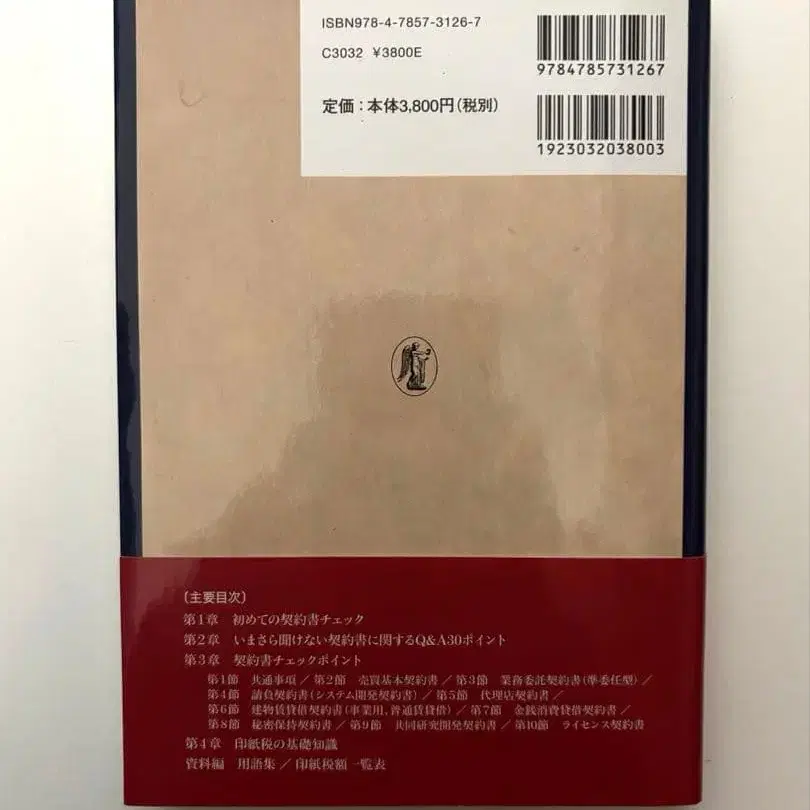 ISBN978-4-7857-3126-7
C3032 ¥3800E
定価:本体3,800円(税別)
9784785731267
1923032038003
〔主要目次〕
第1章 初めての契約書チェック
第2章 いまさら聞けない契約書に関するQ&A30ポイント
第3章 契約書チェックポイント
第1節 共通事項/第2節 売買基本契約書/第3節 業務委託契約書(準委任型)/
第4節 請負契約書(システム開発契約書)/第5節 代理店契約書/
第6節 建物賃貸借契約書(事業用、普通賃貸借)/第7節 金銭消費貸借契約書/
第8節 秘密保持契約書/第9節 共同研究開発契約書/第10節 ライセンス契約書
第4章 印紙税の基礎知識
資料編 用語集/印紙税額一覧表